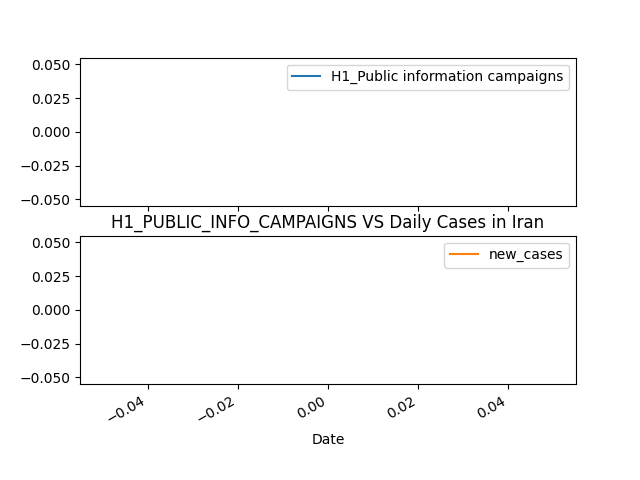 0.050
0.025
0.000
−0.025
−0.050
H1_Public information campaigns
H1_PUBLIC_INFO_CAMPAIGNS VS Daily Cases in Iran
0.050
0.025
0.000
−0.025
−0.050
new_cases
−0.04 −0.02 0.00 0.02 0.04
Date